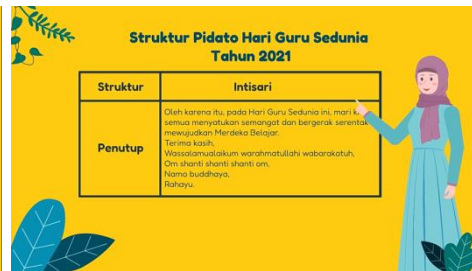 Struktur Pidato Hari Guru Sedunia
Tahun 2021
Struktur
Intisari
Penutup
Oleh karena itu, pada Hari Guru Sedunia ini, mari
semua menyatukan semangat dan bergerak serentak
mewujudkan Merdeka Belajar.
Terima kasih,
Wassalamualaikum warahmatullahi wabarakatuh,
Om shanti shanti shanti om,
Namo buddhaya,
Rahayu.